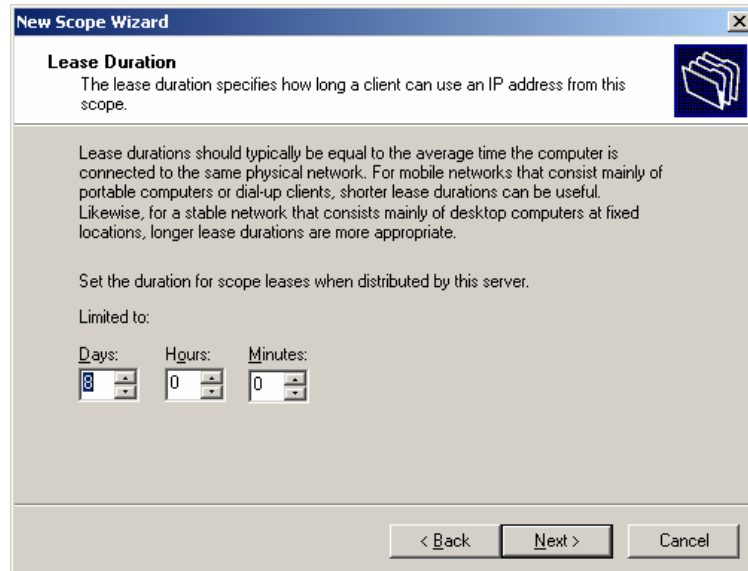 New Scope Wizard
Lease Duration
The lease duration specifies how long a client can use an IP address from this
scope.
Lease durations should typically be equal to the average time the computer is
connected to the same physical network. For mobile networks that consist mainly of
portable computers or dial-up clients, shorter lease durations can be useful.
Likewise, for a stable network that consists mainly of desktop computers at fixed
locations, longer lease durations are more appropriate.
Set the duration for scope leases when distributed by this server.
Limited to:
Days: Hours: Minutes:
8 0 0
< Back Next > Cancel